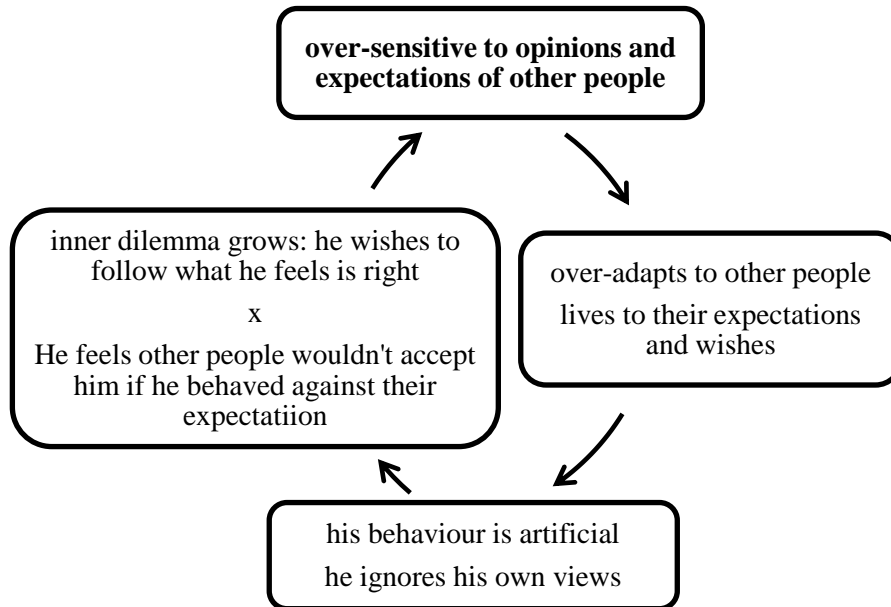 over-sensitive to opinions and
expectations of other people
over-adapts to other people
lives to their expectations
and wishes
his behaviour is artificial
he ignores his own views
inner dilemma grows: he wishes to
follow what he feels is right
x
He feels other people wouldn't accept
him if he behaved against their
expectatiion